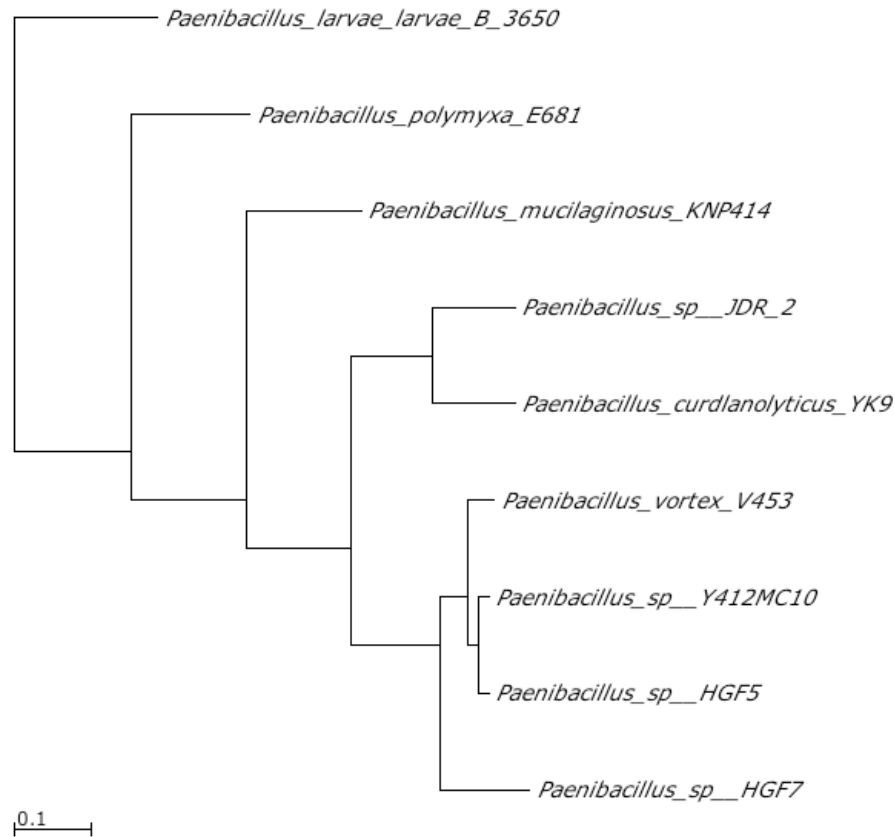 Paenibacillus_larvae_larvae_B_3650
Paenibacillus_polymyxa_E681
Paenibacillus_mucilaginosus_KNP414
Paenibacillus_sp__JDR_2
Paenibacillus_curdlanolyticus_YK9
Paenibacillus_vortex_V453
Paenibacillus_sp__Y412MC10
Paenibacillus_sp__HGF5
Paenibacillus_sp__HGF7
0.1